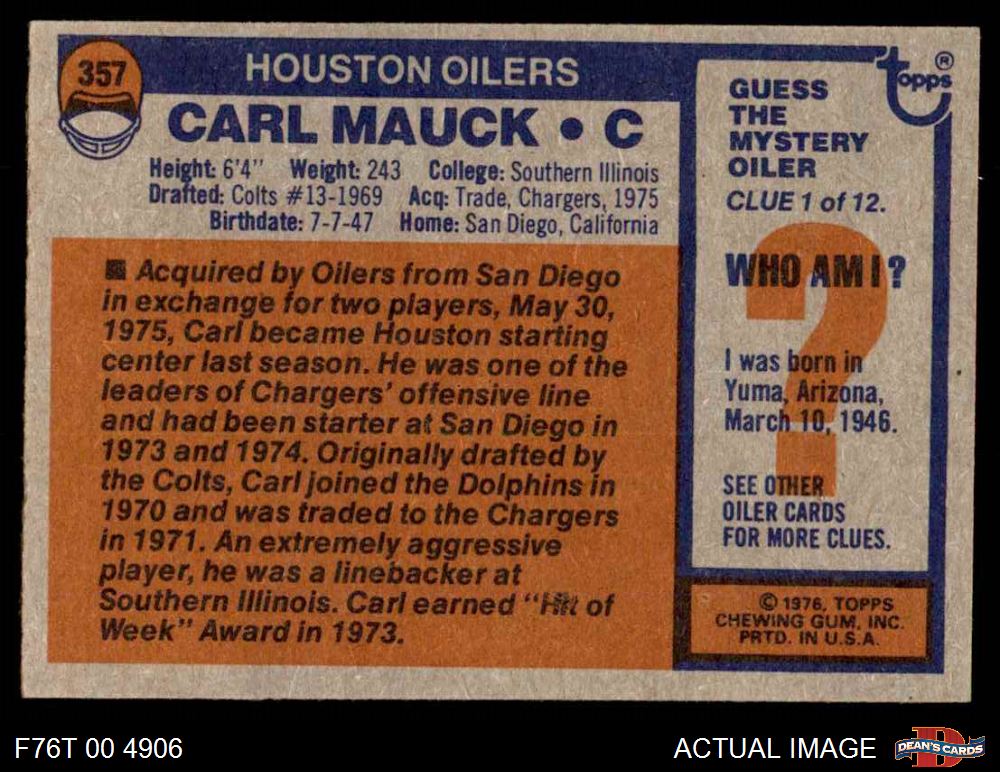 357
HOUSTON OILERS
CARL MAUCK • C
Height: 6'4" Weight: 243 College: Southern Illinois
Drafted: Colts #13-1969 Acq: Trade, Chargers, 1975
Birthdate: 7-7-47 Home: San Diego, California
■ Acquired by Oilers from San Diego
in exchange for two players, May 30,
1975, Carl became Houston starting
center last season. He was one of the
leaders of Chargers' offensive line
and had been starter at San Diego in
1973 and 1974. Originally drafted by
the Colts, Carl joined the Dolphins in
1970 and was traded to the Chargers
in 1971. An extremely aggressive
player, he was a linebacker at
Southern Illinois. Carl earned "Hit of
Week" Award in 1973.
topps ®
GUESS
THE
MYSTERY
OILER
CLUE 1 of 12.
WHO AM I ?
?
I was born in
Yuma, Arizona,
March 10, 1946.
SEE OTHER
OILER CARDS
FOR MORE CLUES.
© 1976, TOPPS
CHEWING GUM, INC.
PRTD. IN U.S.A.
F76T 00 4906
ACTUAL IMAGE
D
DEAN'S CARDS